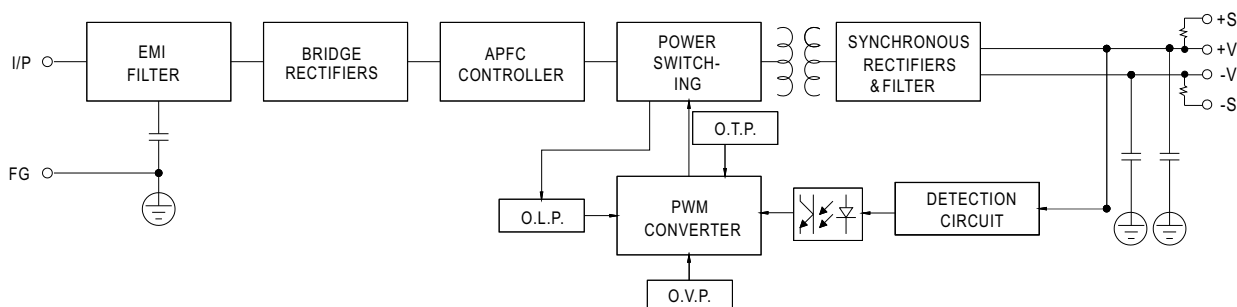 I/P
EMI
FILTER
BRIDGE
RECTIFIERS
APFC
CONTROLLER
POWER
SWITCH-
ING
SYNCHRONOUS
RECTIFIERS
&FILTER
+S
+V
-V
-S
FG
O.T.P.
O.L.P.
PWM
CONVERTER
DETECTION
CIRCUIT
O.V.P.